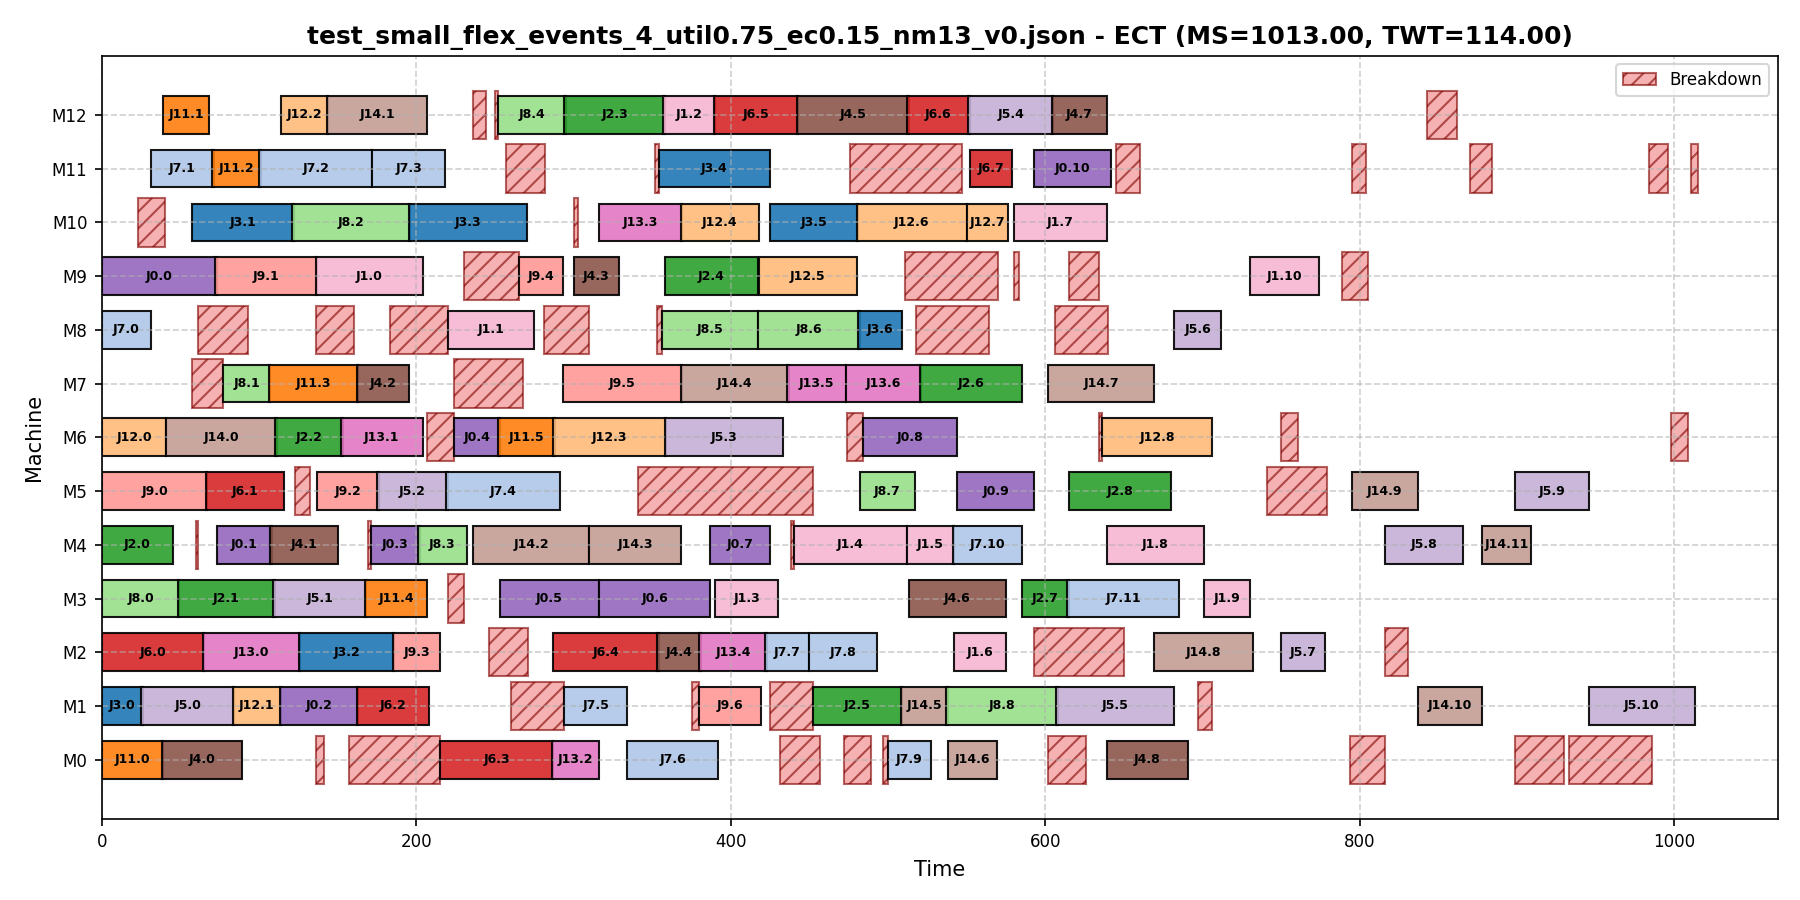 test_small_flex_events_4_util0.75_ec0.15_nm13_v0.json - ECT (MS=1013.00, TWT=114.00)
Breakdown
M12 J11.1 J12.2 J14.1 J8.4 J2.3 J1.2 J6.5 J4.5 J6.6 J5.4 J4.7
M11 J7.1 J11.2 J7.2 J7.3 J3.4 J6.7 J0.10
M10 J3.1 J8.2 J3.3 J13.3 J12.4 J3.5 J12.6 J12.7 J1.7
M9 J0.0 J9.1 J1.0 J9.4 J4.3 J2.4 J12.5 J1.10
M8 J7.0 J1.1 J8.5 J8.6 J3.6 J5.6
M7 J8.1 J11.3 J4.2 J9.5 J14.4 J13.5 J13.6 J2.6 J14.7
M6 J12.0 J14.0 J2.2 J13.1 J0.4 J11.5 J12.3 J5.3 J0.8 J12.8
M5 J9.0 J6.1 J9.2 J5.2 J7.4 J8.7 J0.9 J2.8 J14.9 J5.9
M4 J2.0 J0.1 J4.1 J0.3 J8.3 J14.2 J14.3 J0.7 J1.4 J1.5 J7.10 J1.8 J5.8 J14.11
M3 J8.0 J2.1 J5.1 J11.4 J0.5 J0.6 J1.3 J4.6 J2.7 J7.11 J1.9
M2 J6.0 J13.0 J3.2 J9.3 J6.4 J4.4 J13.4 J7.7 J7.8 J1.6 J14.8 J5.7
M1 J3.0 J5.0 J12.1 J0.2 J6.2 J7.5 J9.6 J2.5 J14.5 J8.8 J5.5 J14.10 J5.10
M0 J11.0 J4.0 J6.3 J13.2 J7.6 J7.9 J14.6 J4.8
0 200 400 600 800 1000
Time
Machine